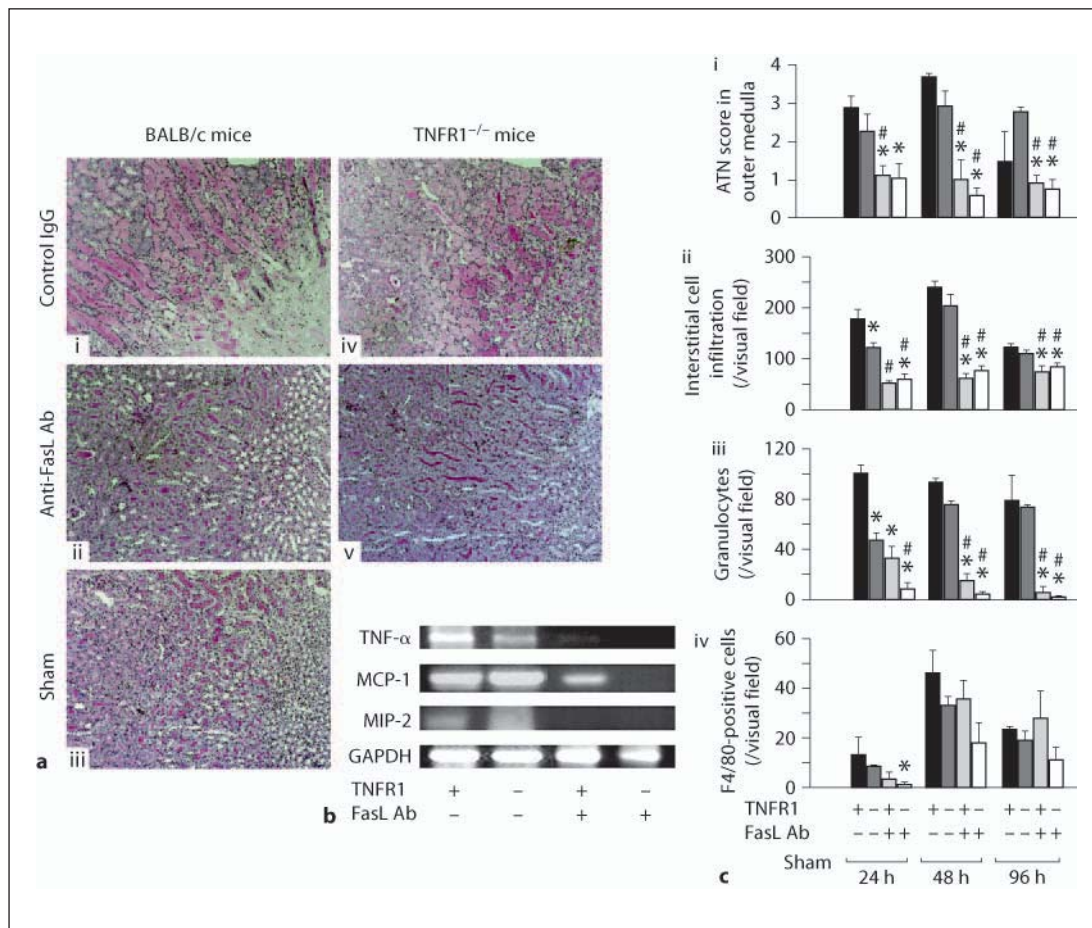 BALB/c mice
TNFR1–/– mice
Control IgG
i
iv
Anti-FasL Ab
ii
v
Sham
iii
a
TNF-α
MCP-1
MIP-2
GAPDH
TNFR1 + – + –
FasL Ab – – + +
b
i
ATN score in
outer medulla
4
3
2
1
0
# # # #
* * * * * *
ii
Interstitial cell
infiltration
(/visual field)
300
200
100
0
* # # # # # #
* * * * *
iii
Granulocytes
(/visual field)
120
80
40
0
* * # # # # #
* * * * *
iv
F4/80-positive cells
(/visual field)
60
40
20
0
*
TNFR1 + – + – + – + – + – + –
FasL Ab – – + + – – + + – – + +
Sham
24 h 48 h 96 h
c